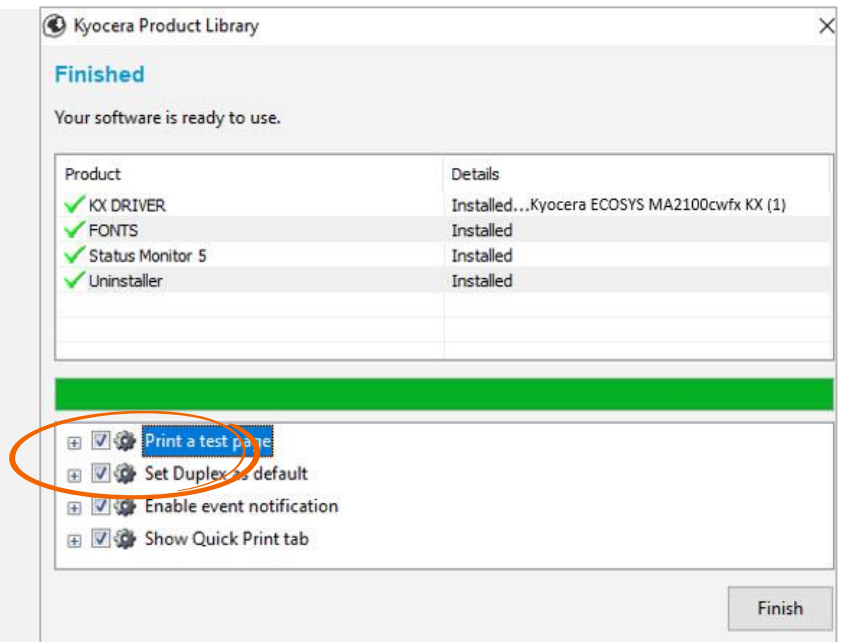 Kyocera Product Library
Finished
Your software is ready to use.
Product Details
KX DRIVER Installed...Kyocera ECOSYS MA2100cwfx KX (1)
FONTS Installed
Status Monitor 5 Installed
Uninstaller Installed
Print a test page
Set Duplex as default
Enable event notification
Show Quick Print tab
Finish